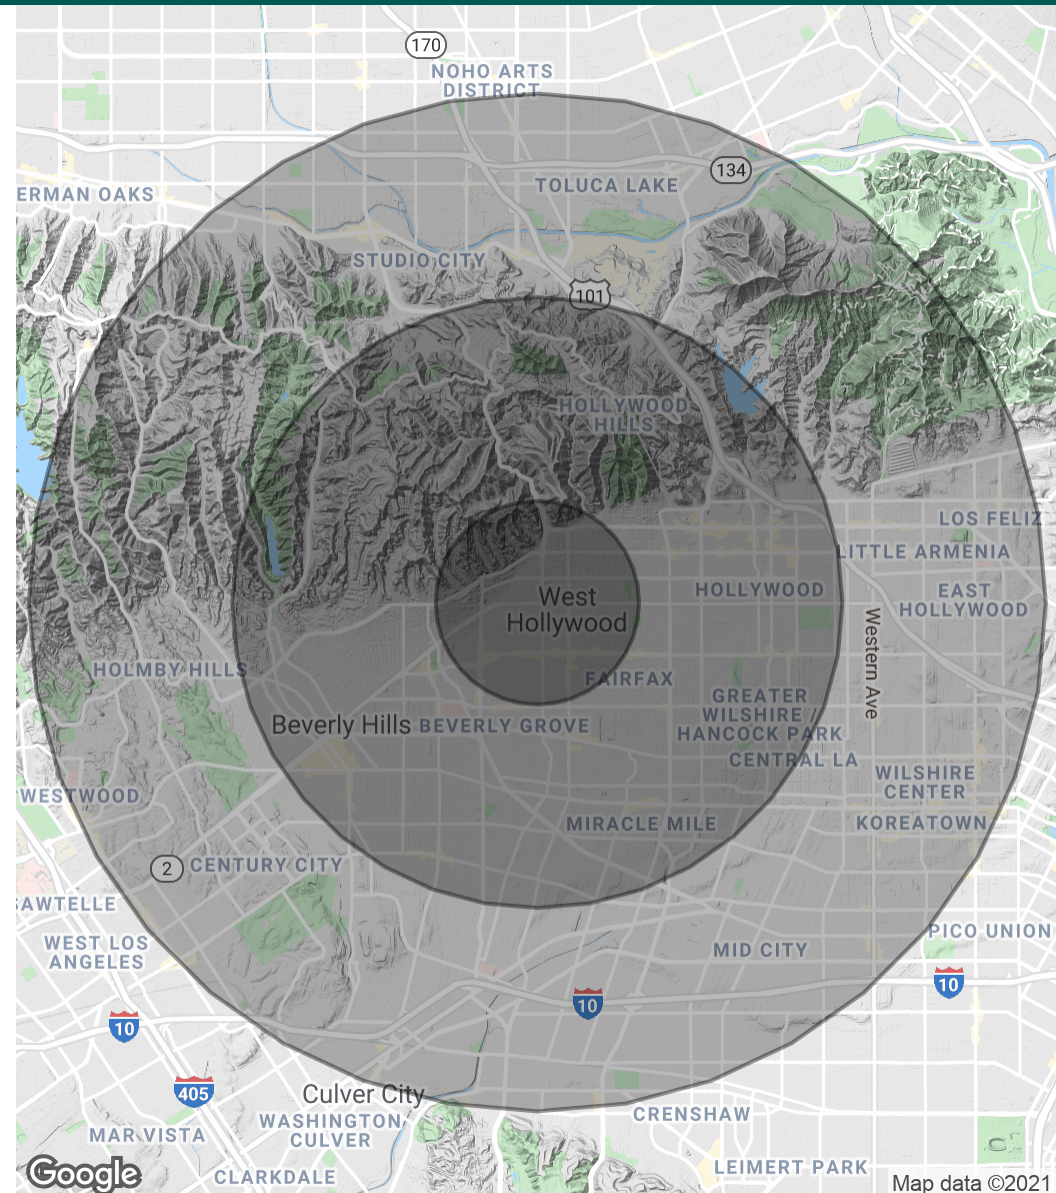 170
NOHO ARTS
DISTRICT
134
ERMAN OAKS
TOLUCA LAKE
STUDIO CITY
101
HOLLYWOOD
HILLS
LOS FELIZ
LITTLE ARMENIA
West
Hollywood
HOLLYWOOD
EAST
HOLLYWOOD
Western Ave
HOLMBY HILLS
FAIRFAX
GREATER
WILSHIRE /
HANCOCK PARK
Beverly Hills
BEVERLY GROVE
CENTRAL LA
WILSHIRE
CENTER
WESTWOOD
MIRACLE MILE
KOREATOWN
2
CENTURY CITY
SAWTELLE
WEST LOS
ANGELES
MID CITY
PICO UNION
10
10
10
405
Culver City
WASHINGTON
CULVER
CRENSHAW
MAR VISTA
CLARKDALE
LEIMERT PARK
Google
Map data ©2021